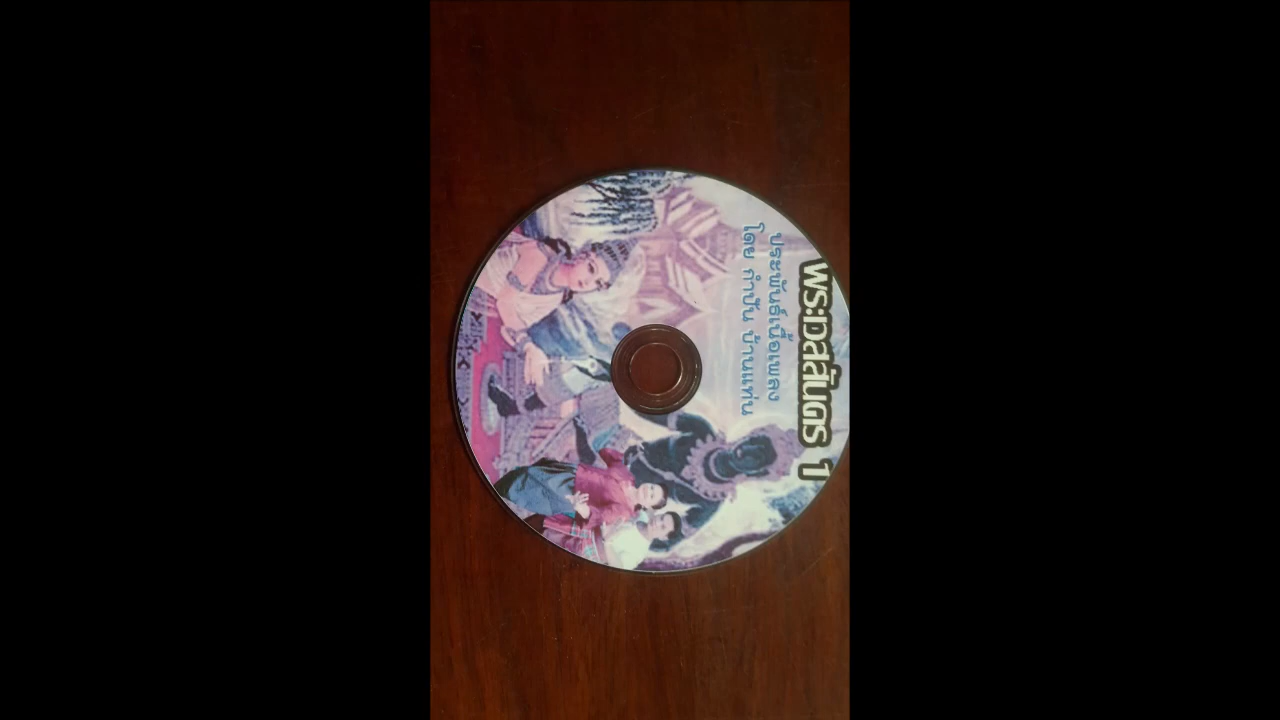 พระเวสสันดร 1
ประพันธ์เนื้อเพลง
โดย กำปั่น บ้านแท่น